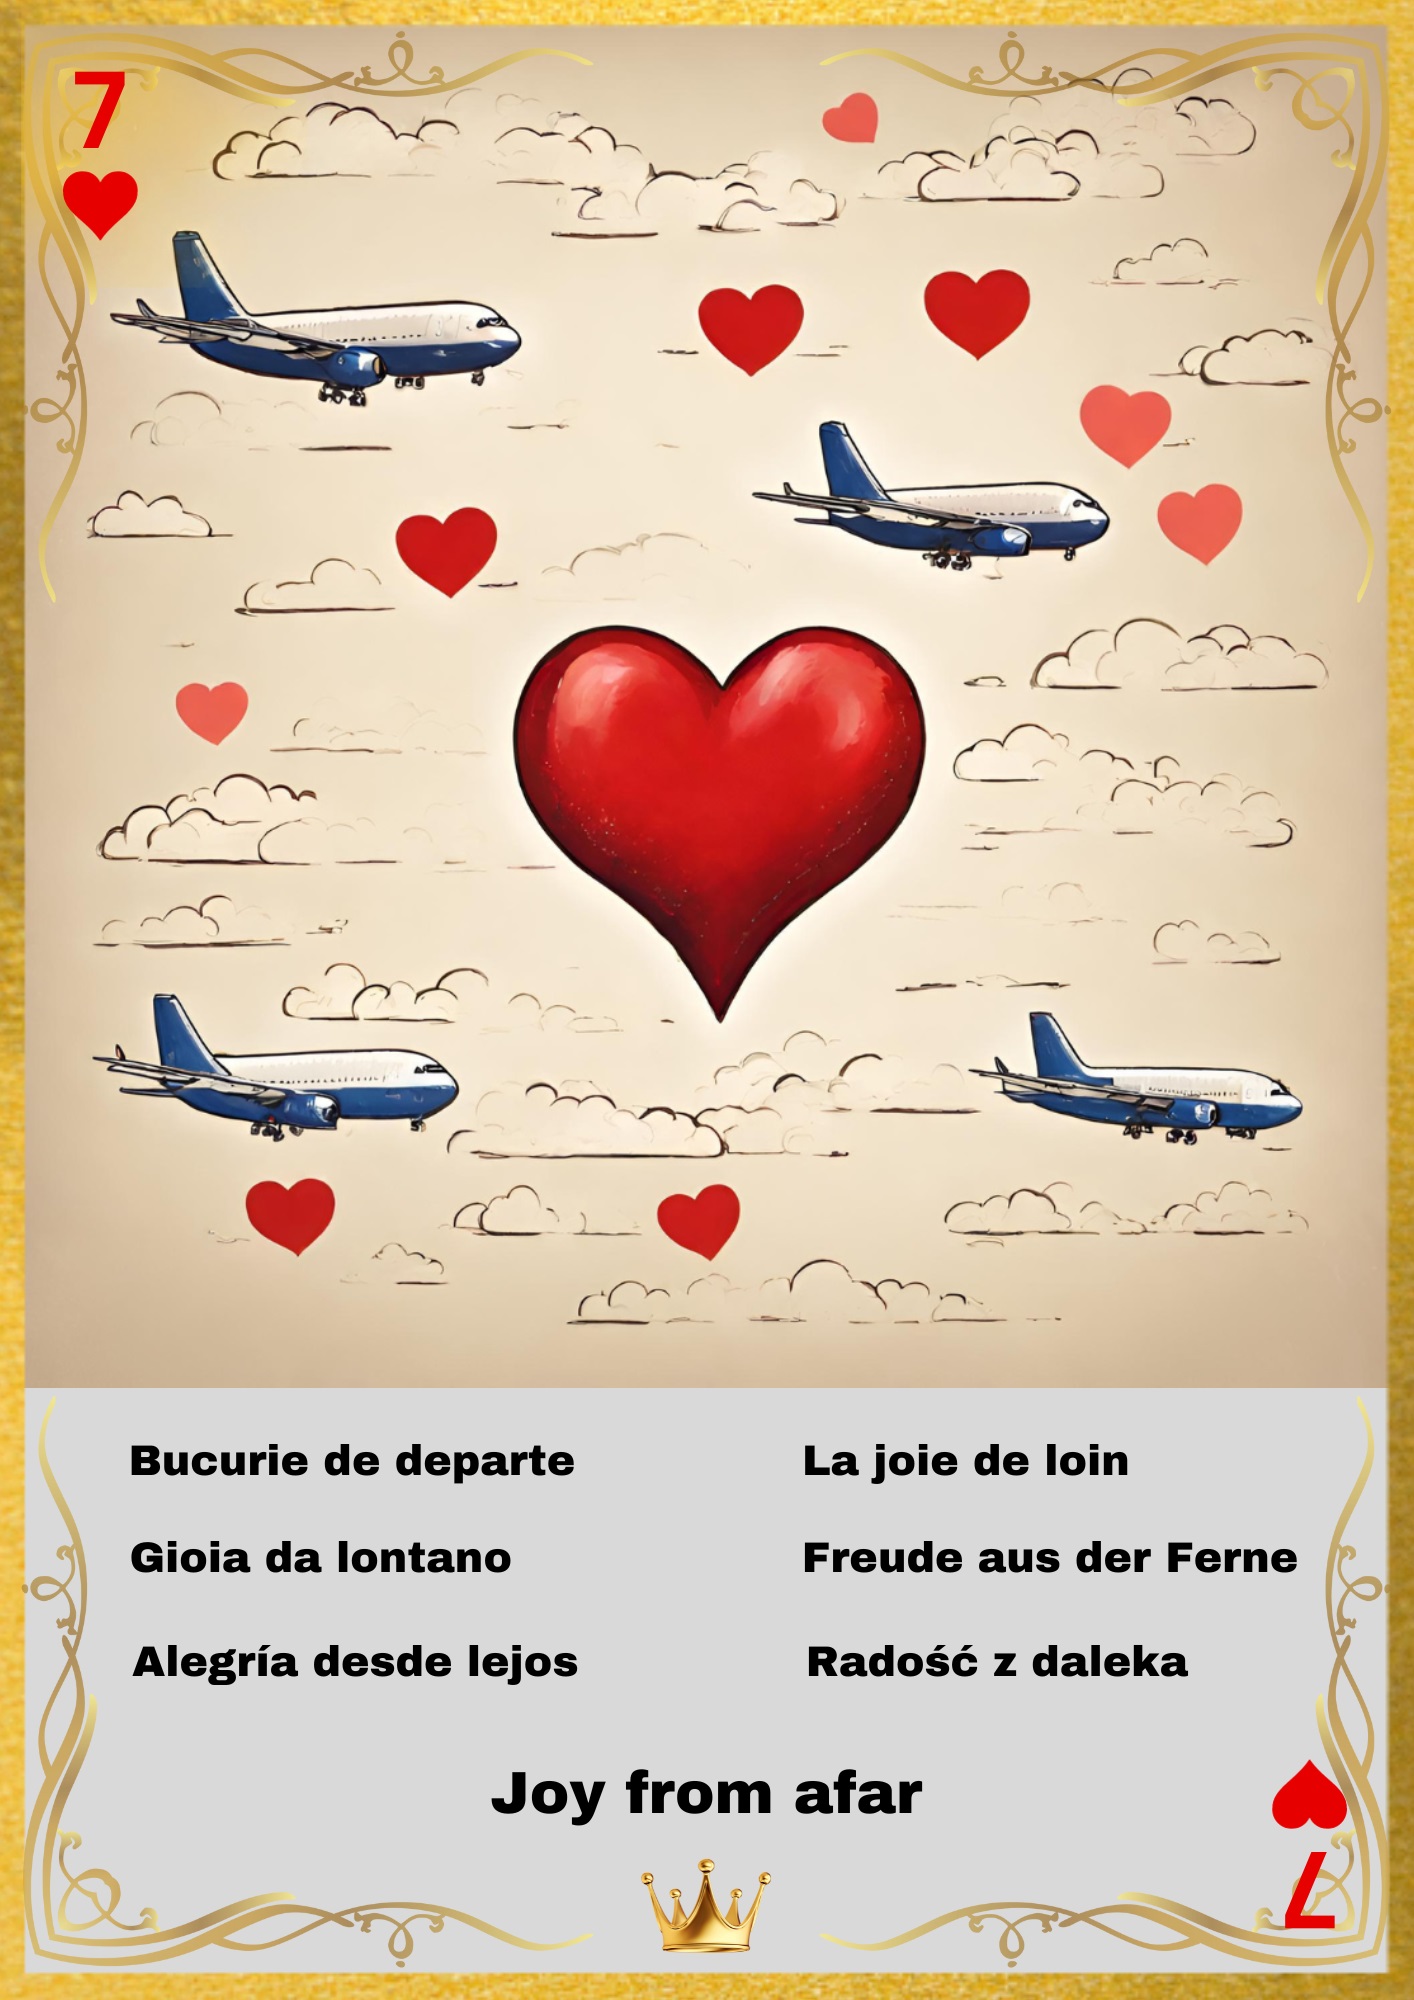 7
Bucurie de departe
La joie de loin
Gioia da lontano
Freude aus der Ferne
Alegría desde lejos
Radość z daleka
Joy from afar
7